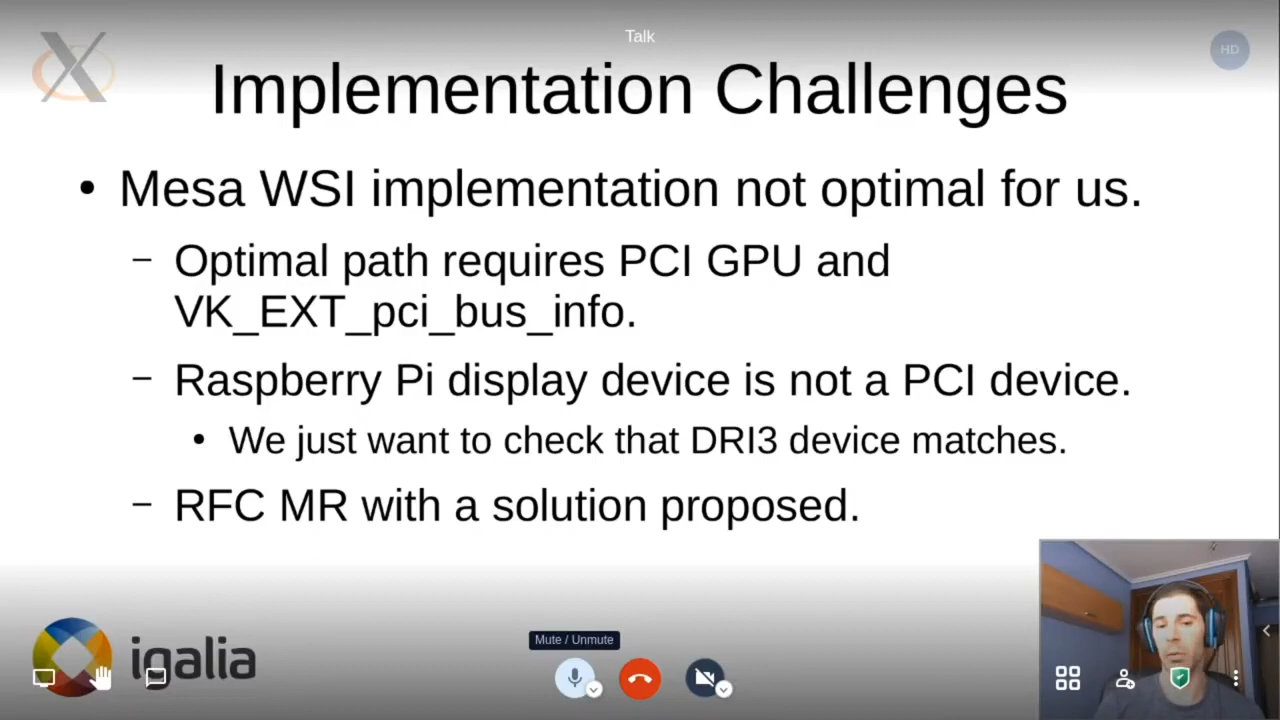 Talk
HD
Implementation Challenges
• Mesa WSI implementation not optimal for us.
– Optimal path requires PCI GPU and
VK_EXT_pci_bus_info.
– Raspberry Pi display device is not a PCI device.
• We just want to check that DRI3 device matches.
– RFC MR with a solution proposed.
Mute / Unmute
igalia